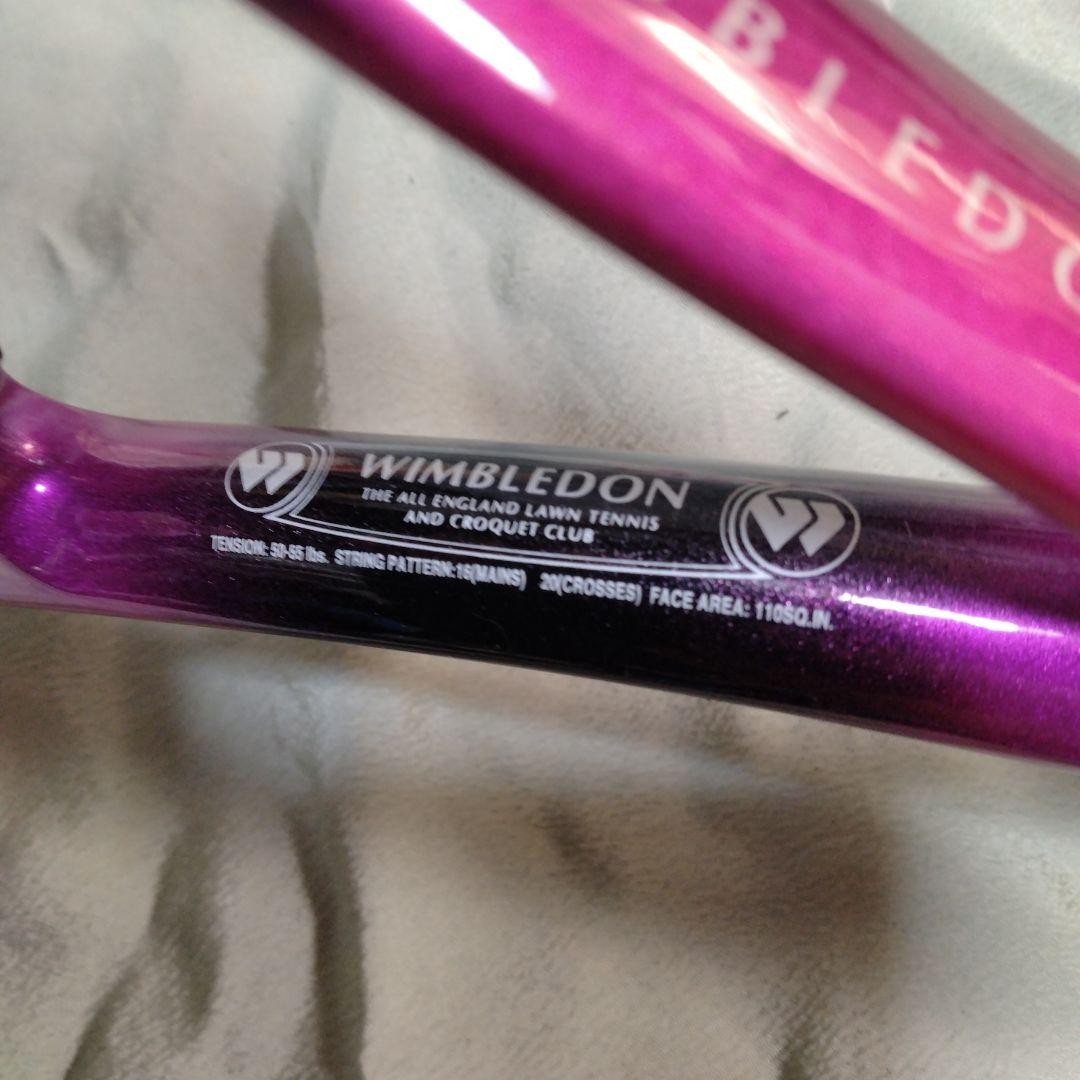 BLEDO
WIMBLEDON
THE ALL ENGLAND LAWN TENNIS
AND CROQUET CLUB
TENSION: 50-55 lbs. STRING PATTERN:15(MAINS) 20(CROSSES) FACE AREA: 110SQ.IN.